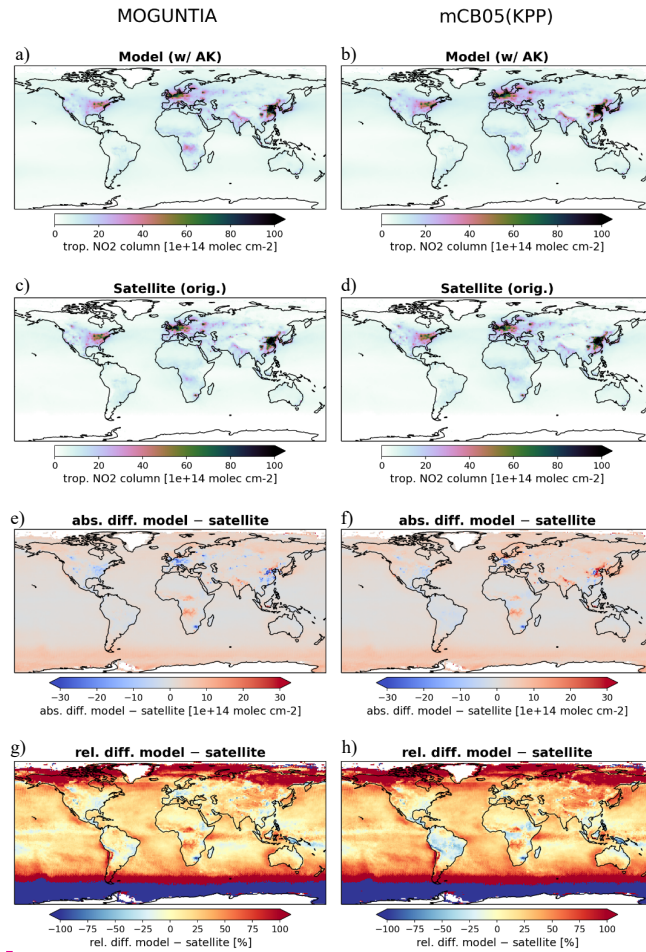 MOGUNTIA mCB05(KPP)
a) b)
Model (w/ AK) Model (w/ AK)
0 20 40 60 80 100 0 20 40 60 80 100
trop. NO2 column [1e+14 molec cm-2] trop. NO2 column [1e+14 molec cm-2]
c) d)
Satellite (orig.) Satellite (orig.)
0 20 40 60 80 100 0 20 40 60 80 100
trop. NO2 column [1e+14 molec cm-2] trop. NO2 column [1e+14 molec cm-2]
e) f)
abs. diff. model − satellite abs. diff. model − satellite
−30 −20 −10 0 10 20 30 −30 −20 −10 0 10 20 30
abs. diff. model − satellite [1e+14 molec cm-2] abs. diff. model − satellite [1e+14 molec cm-2]
g) h)
rel. diff. model − satellite rel. diff. model − satellite
−100 −75 −50 −25 0 25 50 75 100 −100 −75 −50 −25 0 25 50 75 100
rel. diff. model − satellite [%] rel. diff. model − satellite [%]